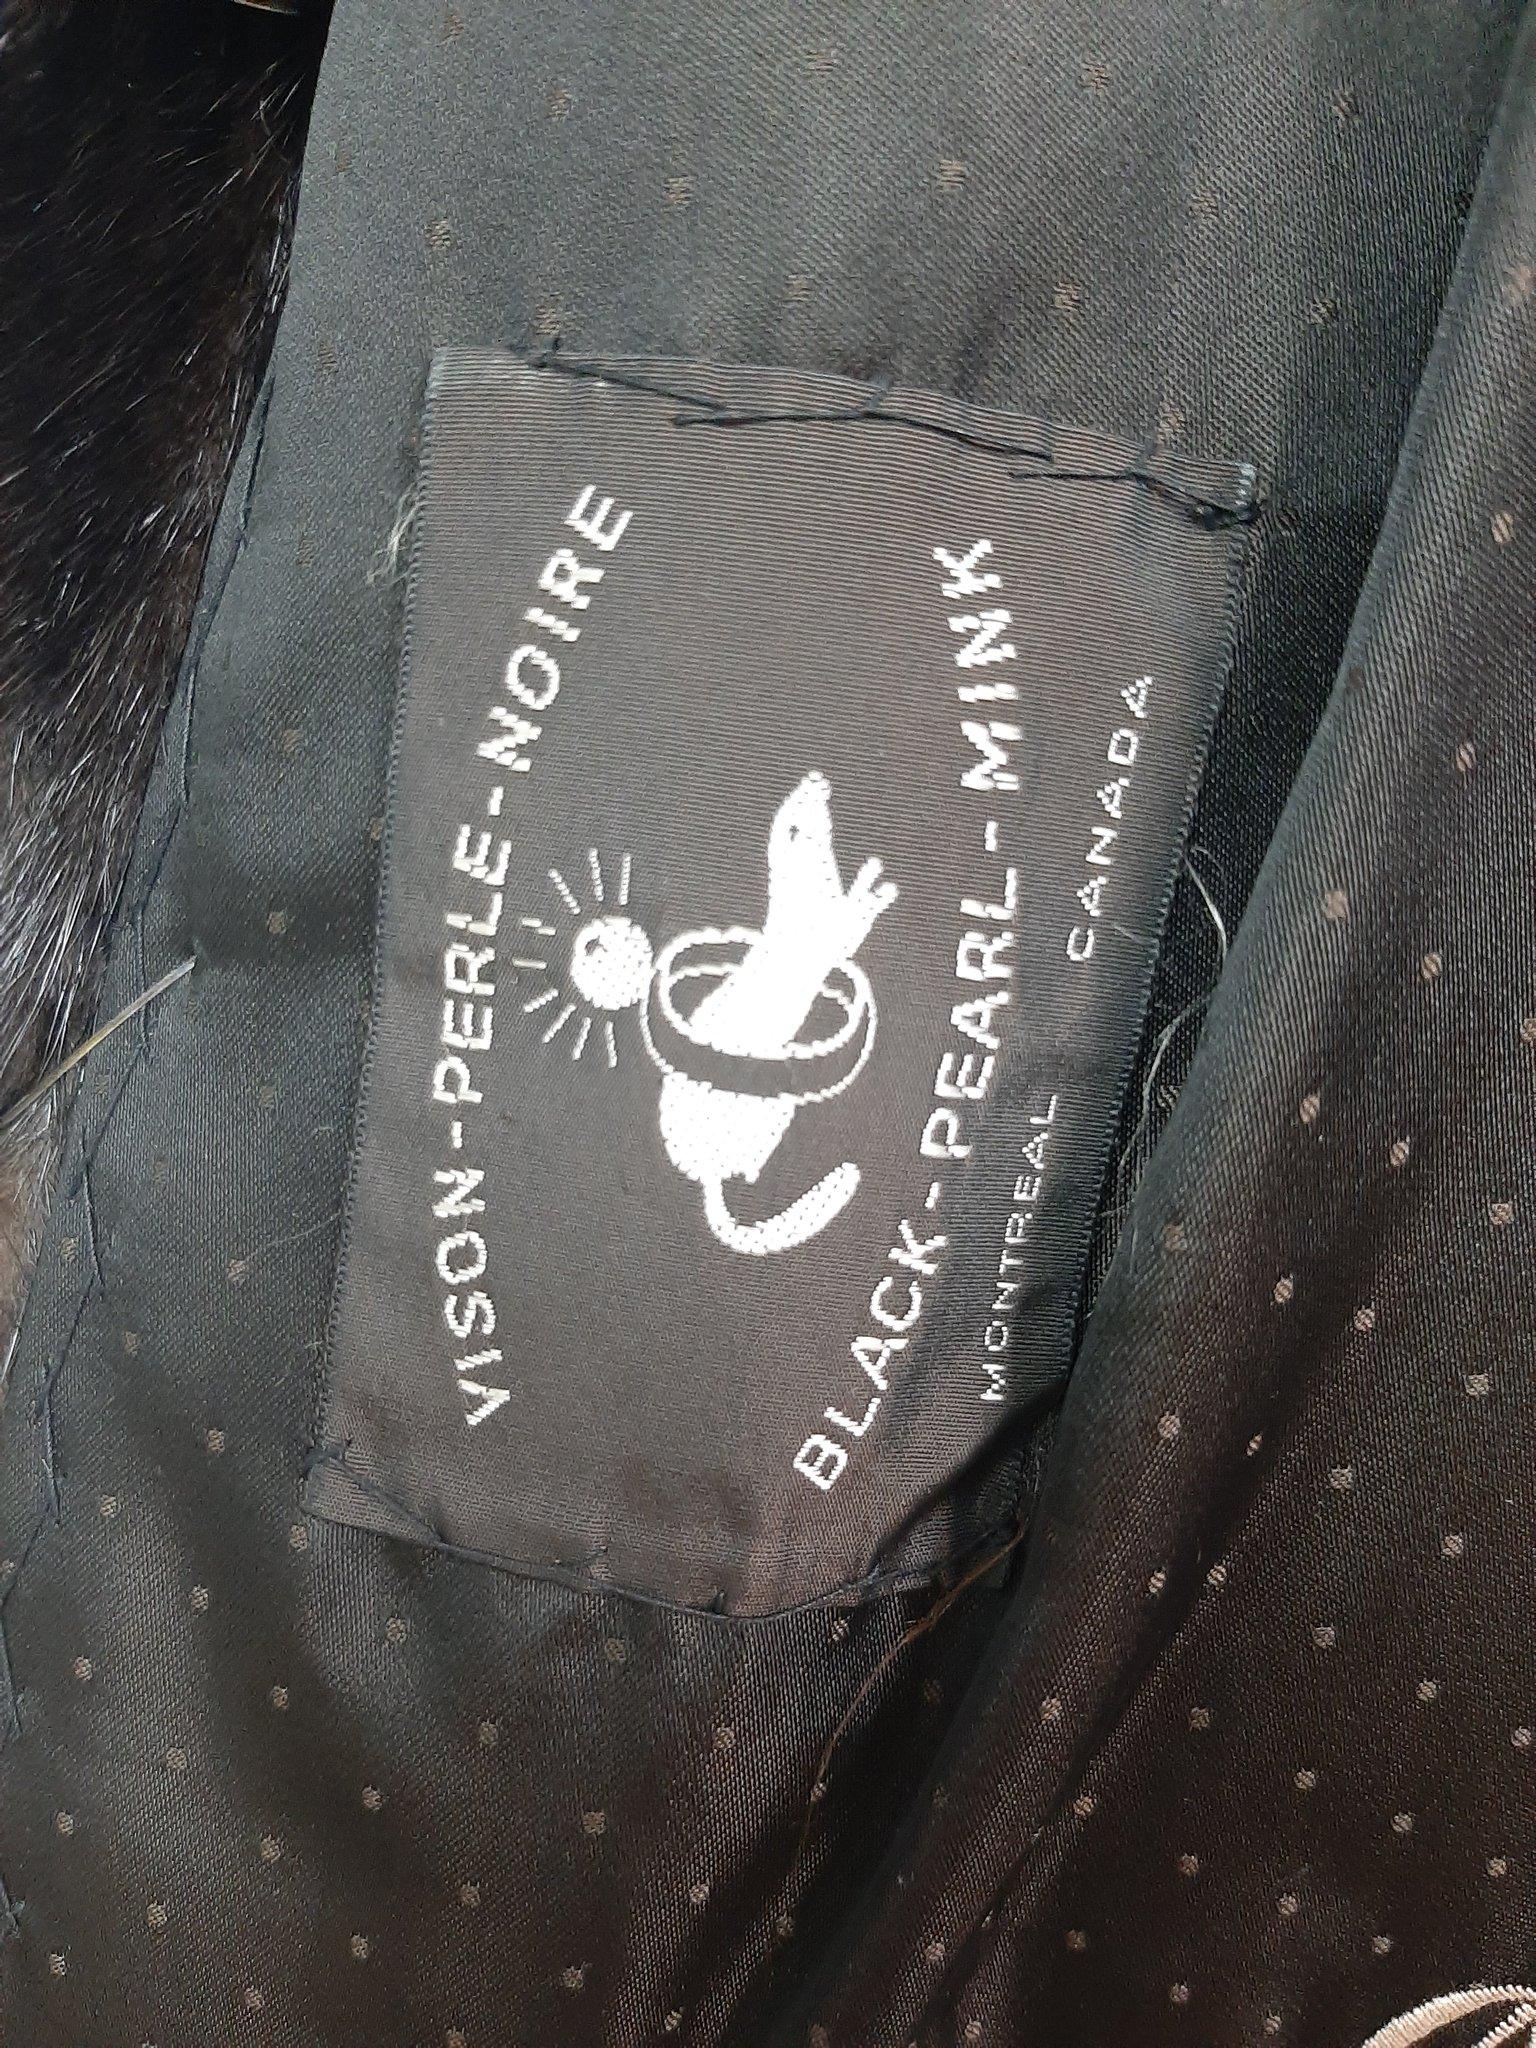 VISON-PERLE-NOIRE
BLACK-PEARL-MINK
MONTREAL CANADA